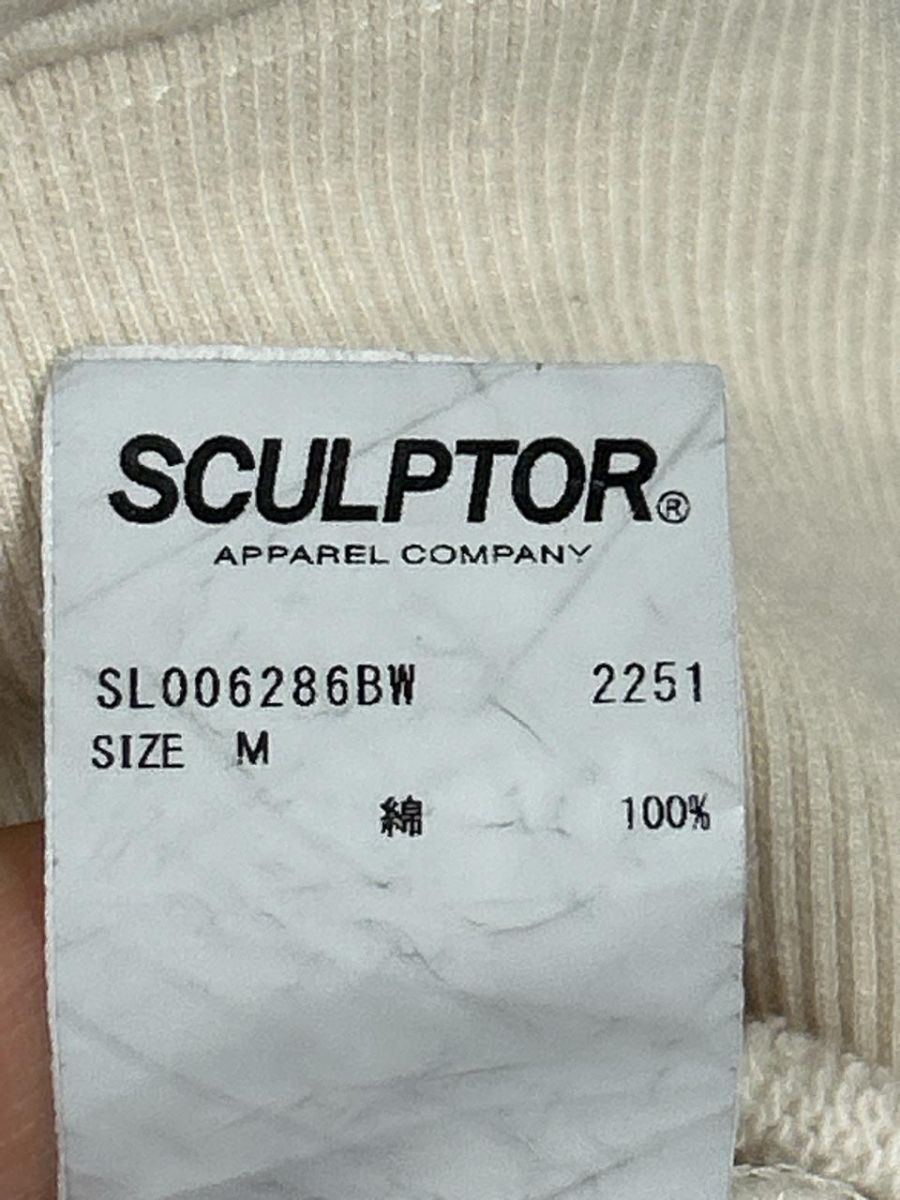 SCULPTOR®
APPAREL COMPANY
SL006286BW 2251
SIZE M
綿 100%